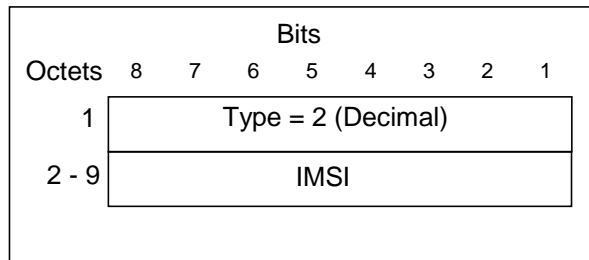 Bits
Octets 8 7 6 5 4 3 2 1
1 Type = 2 (Decimal)
2 - 9 IMSI